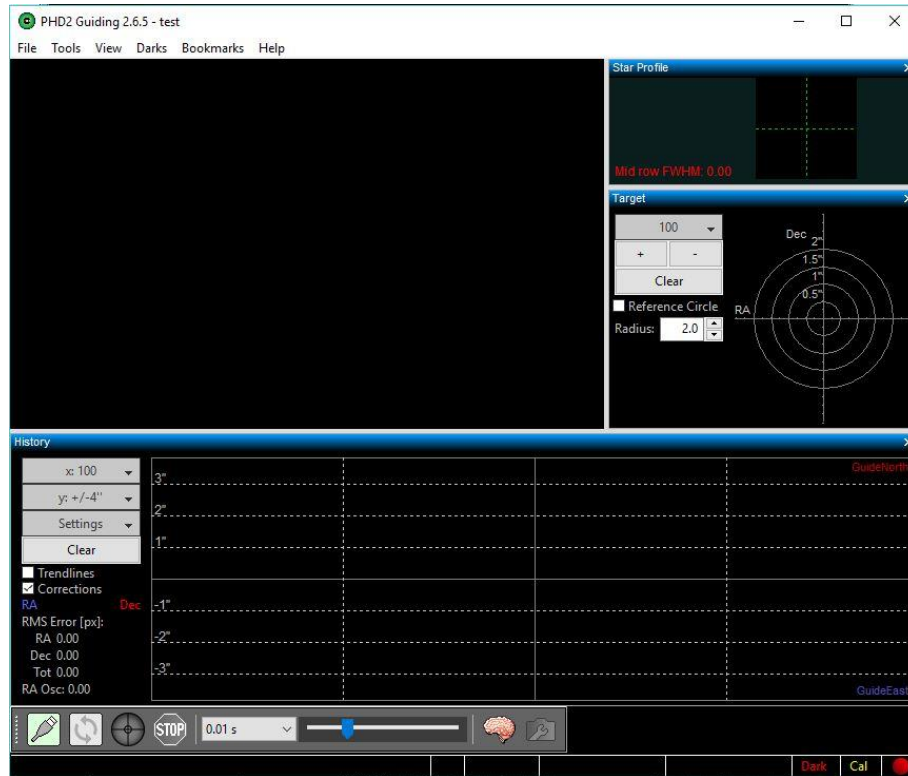 PHD2 Guiding 2.6.5 - test
File Tools View Darks Bookmarks Help
Star Profile
Mid row FWHM: 0.00
Target
100
+ -
Clear
Reference Circle
Radius: 2.0
Dec
2"
1.5"
1"
0.5"
RA
History
x: 100
y: +/-4"
Settings
Clear
Trendlines
Corrections
RA Dec
RMS Error [px]:
RA 0.00
Dec 0.00
Tot 0.00
RA Osc: 0.00
3"
2"
1"
-1"
-2"
-3"
GuideNorth
GuideEast
STOP
0.01 s
Dark Cal